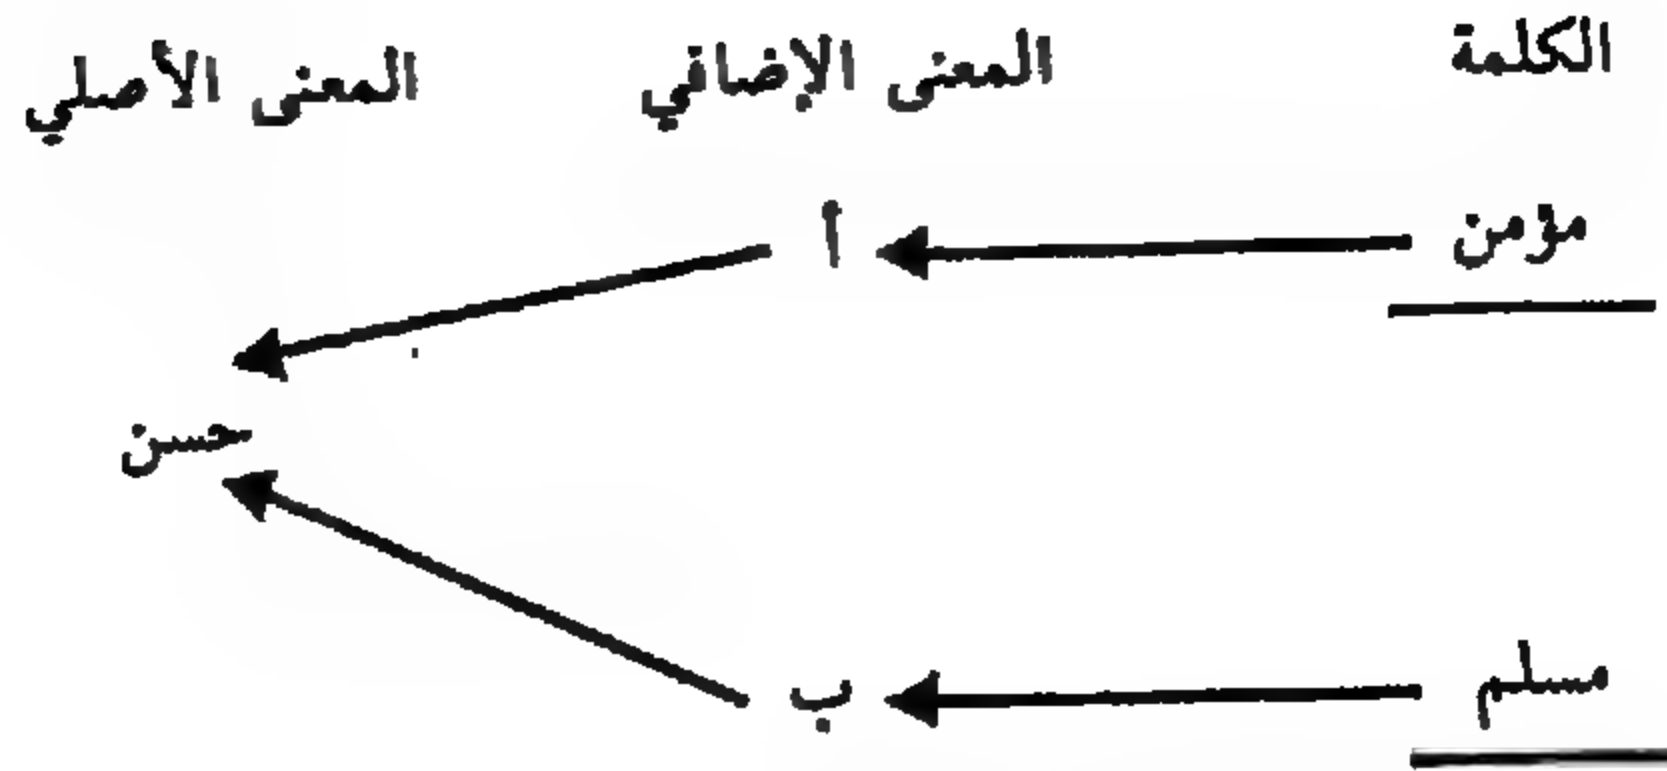 الكلمة المعنى الإضافي المعنى الأصلي
مؤمن أ
حسن
مسلم ب